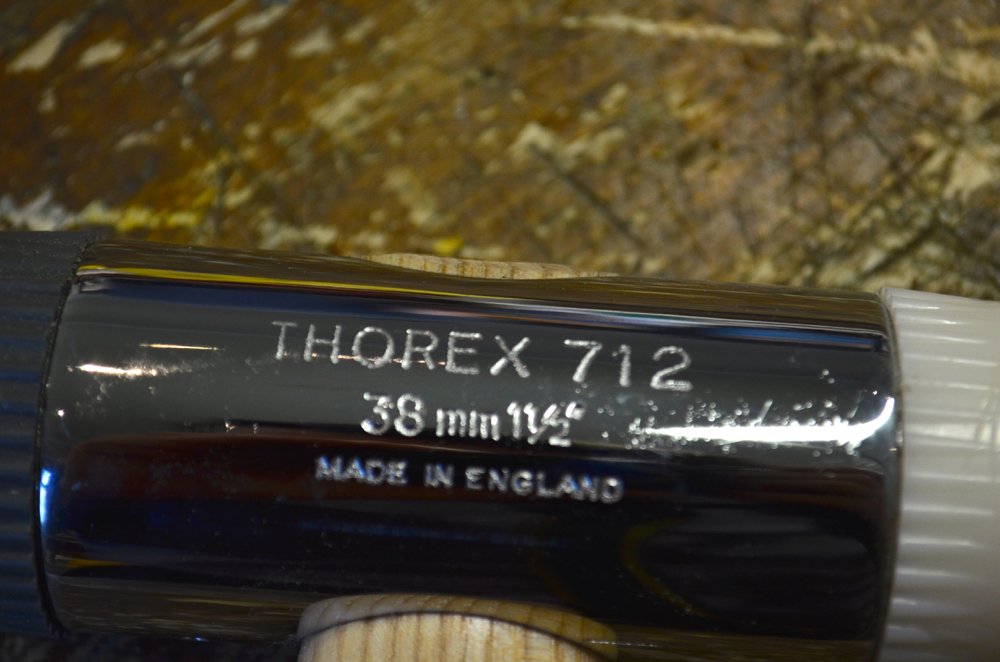 THOREX 712
38 mm 1½"
MADE IN ENGLAND